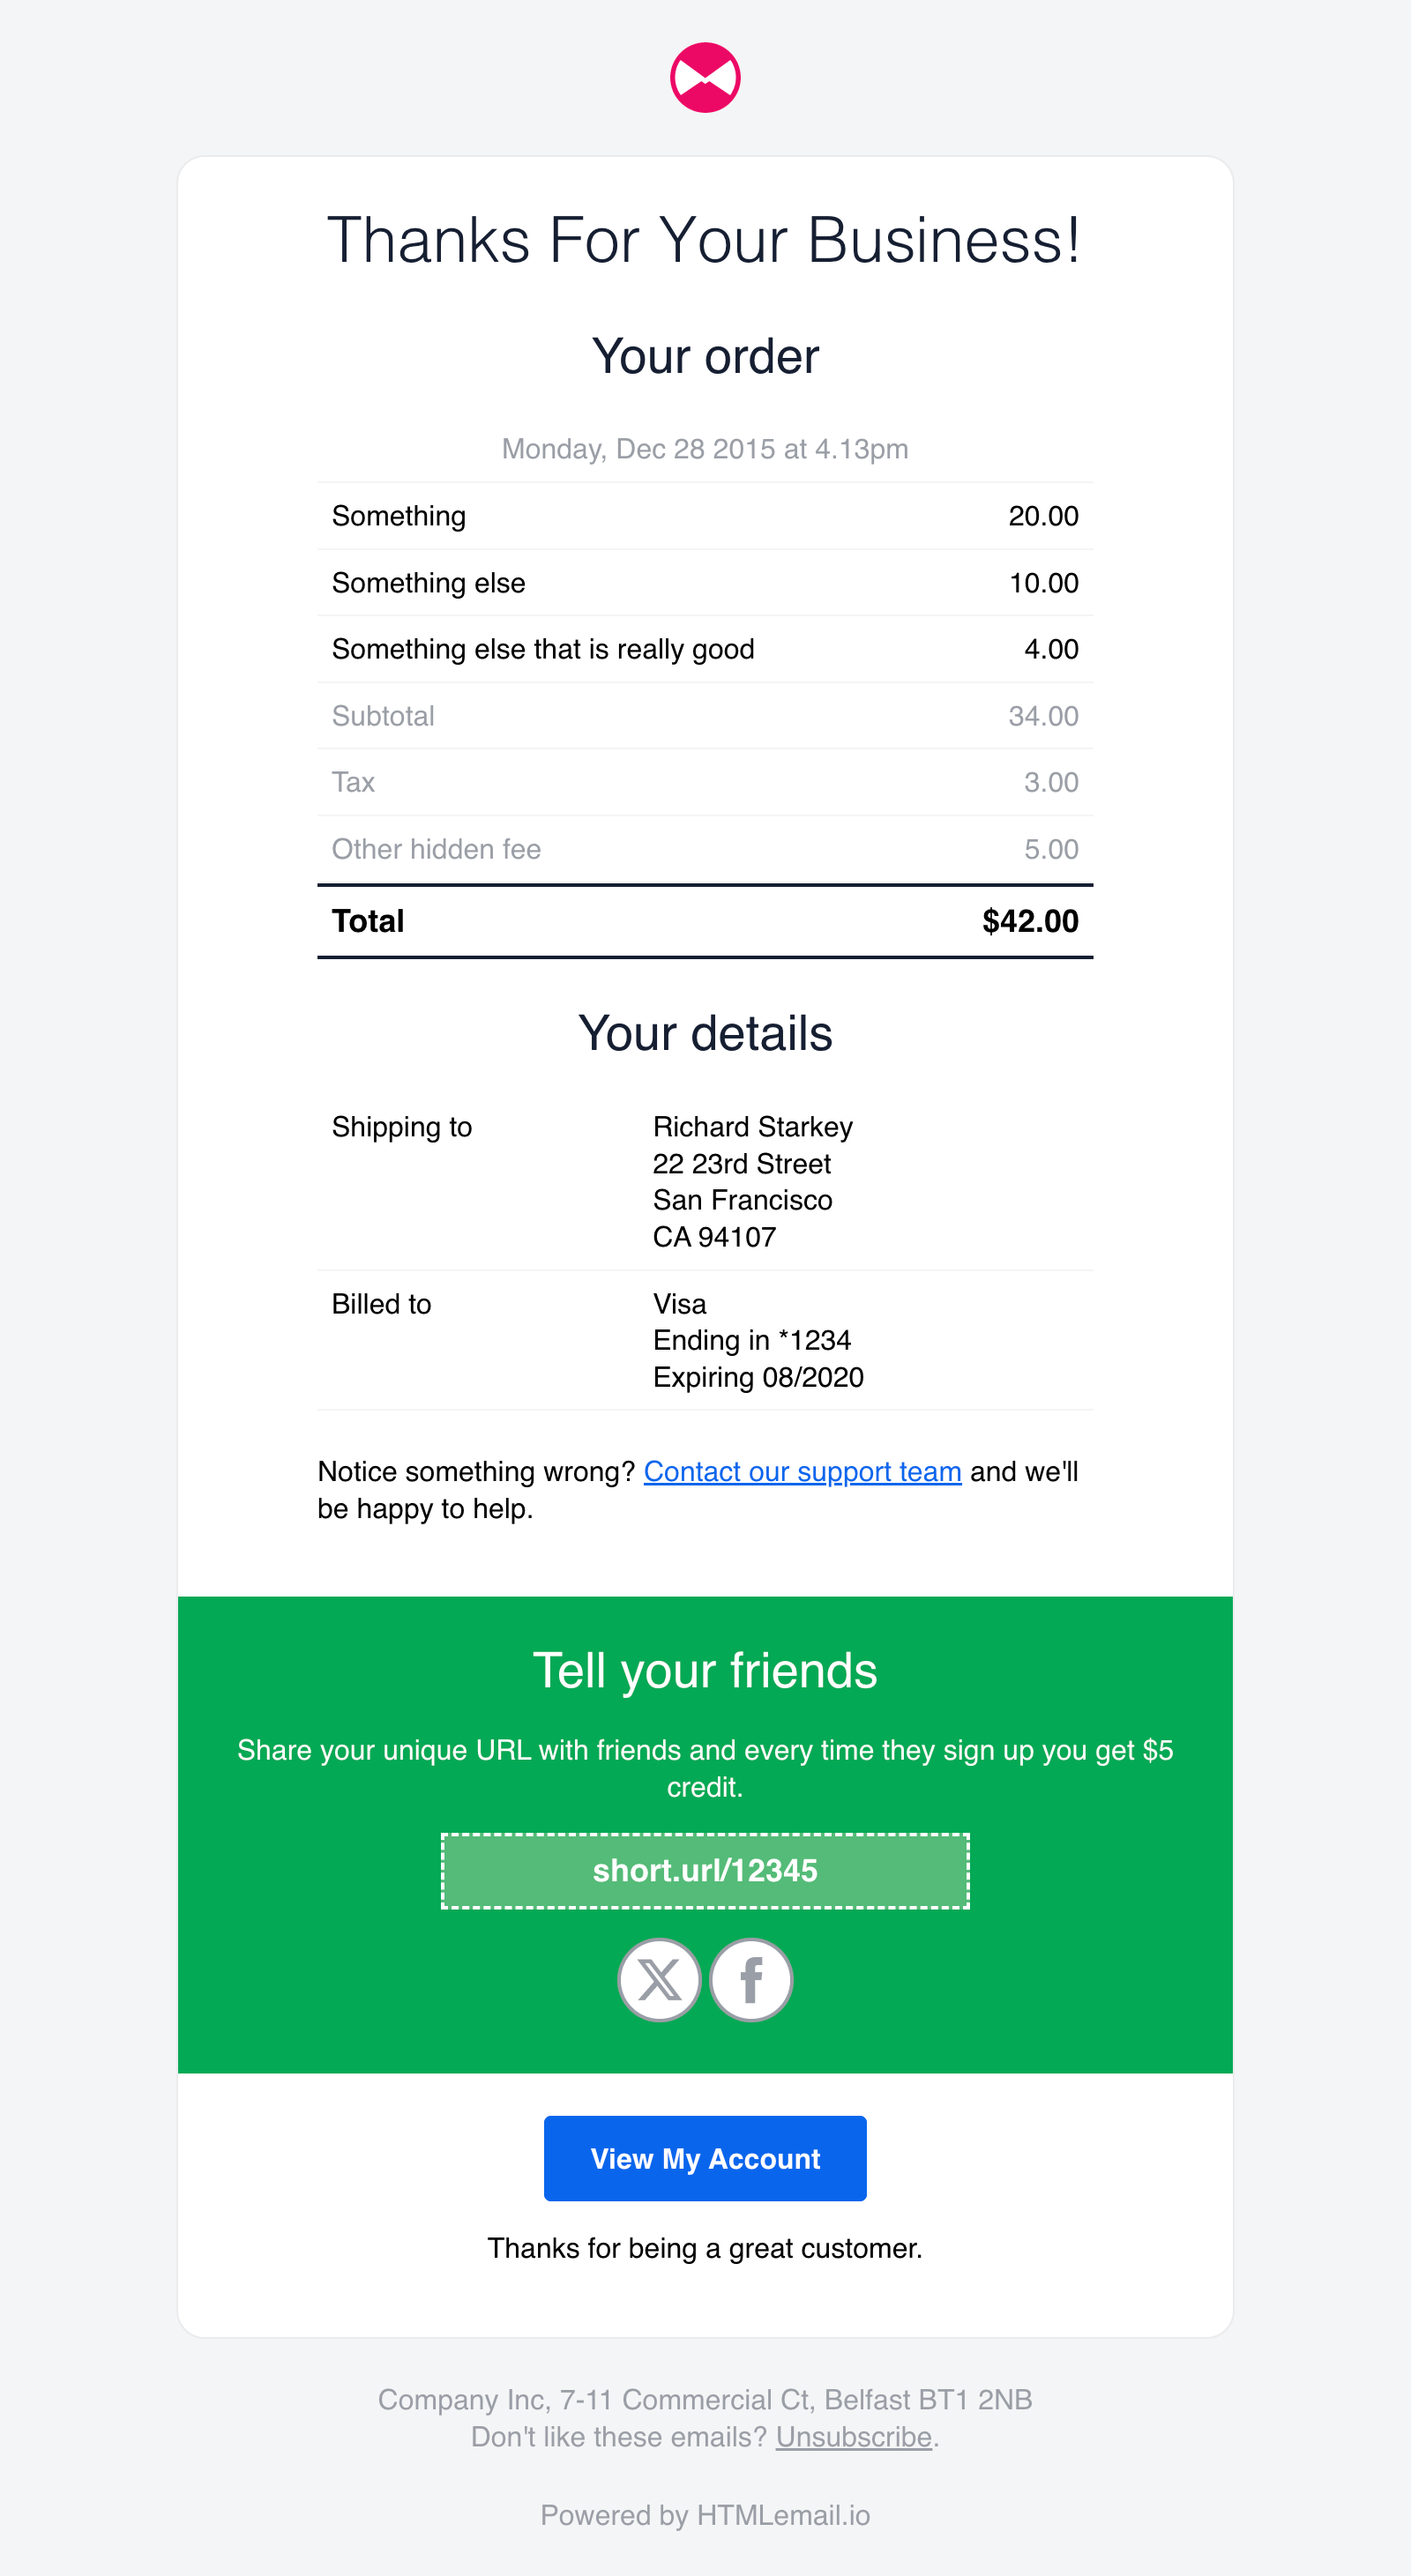 Thanks For Your Business!
Your order
Monday, Dec 28 2015 at 4.13pm
Something 20.00
Something else 10.00
Something else that is really good 4.00
Subtotal 34.00
Tax 3.00
Other hidden fee 5.00
Total $42.00
Your details
Shipping to Richard Starkey
22 23rd Street
San Francisco
CA 94107
Billed to Visa
Ending in *1234
Expiring 08/2020
Notice something wrong? Contact our support team and we'll
be happy to help.
Tell your friends
Share your unique URL with friends and every time they sign up you get $5
credit.
short.url/12345
View My Account
Thanks for being a great customer.
Company Inc, 7-11 Commercial Ct, Belfast BT1 2NB
Don't like these emails? Unsubscribe.
Powered by HTMLemail.io